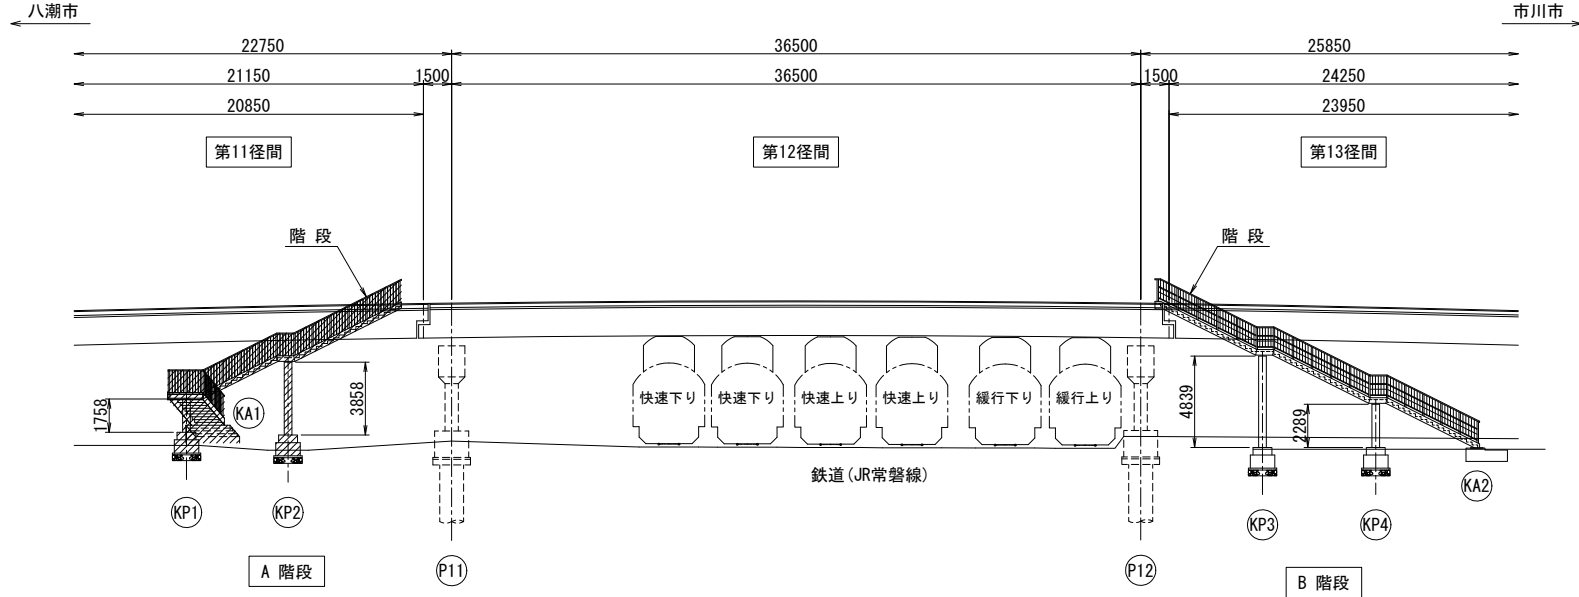 八潮市
市川市
22750
36500
25850
21150
1500
36500
1500
24250
20850
23950
第11径間
第12径間
第13径間
階 段
階 段
1758
KA1
3858
快速下り
快速下り
快速上り
快速上り
緩行下り
緩行上り
4839
2289
鉄道(JR常磐線)
KA2
KP1
KP2
KP3
KP4
A 階段
P11
P12
B 階段